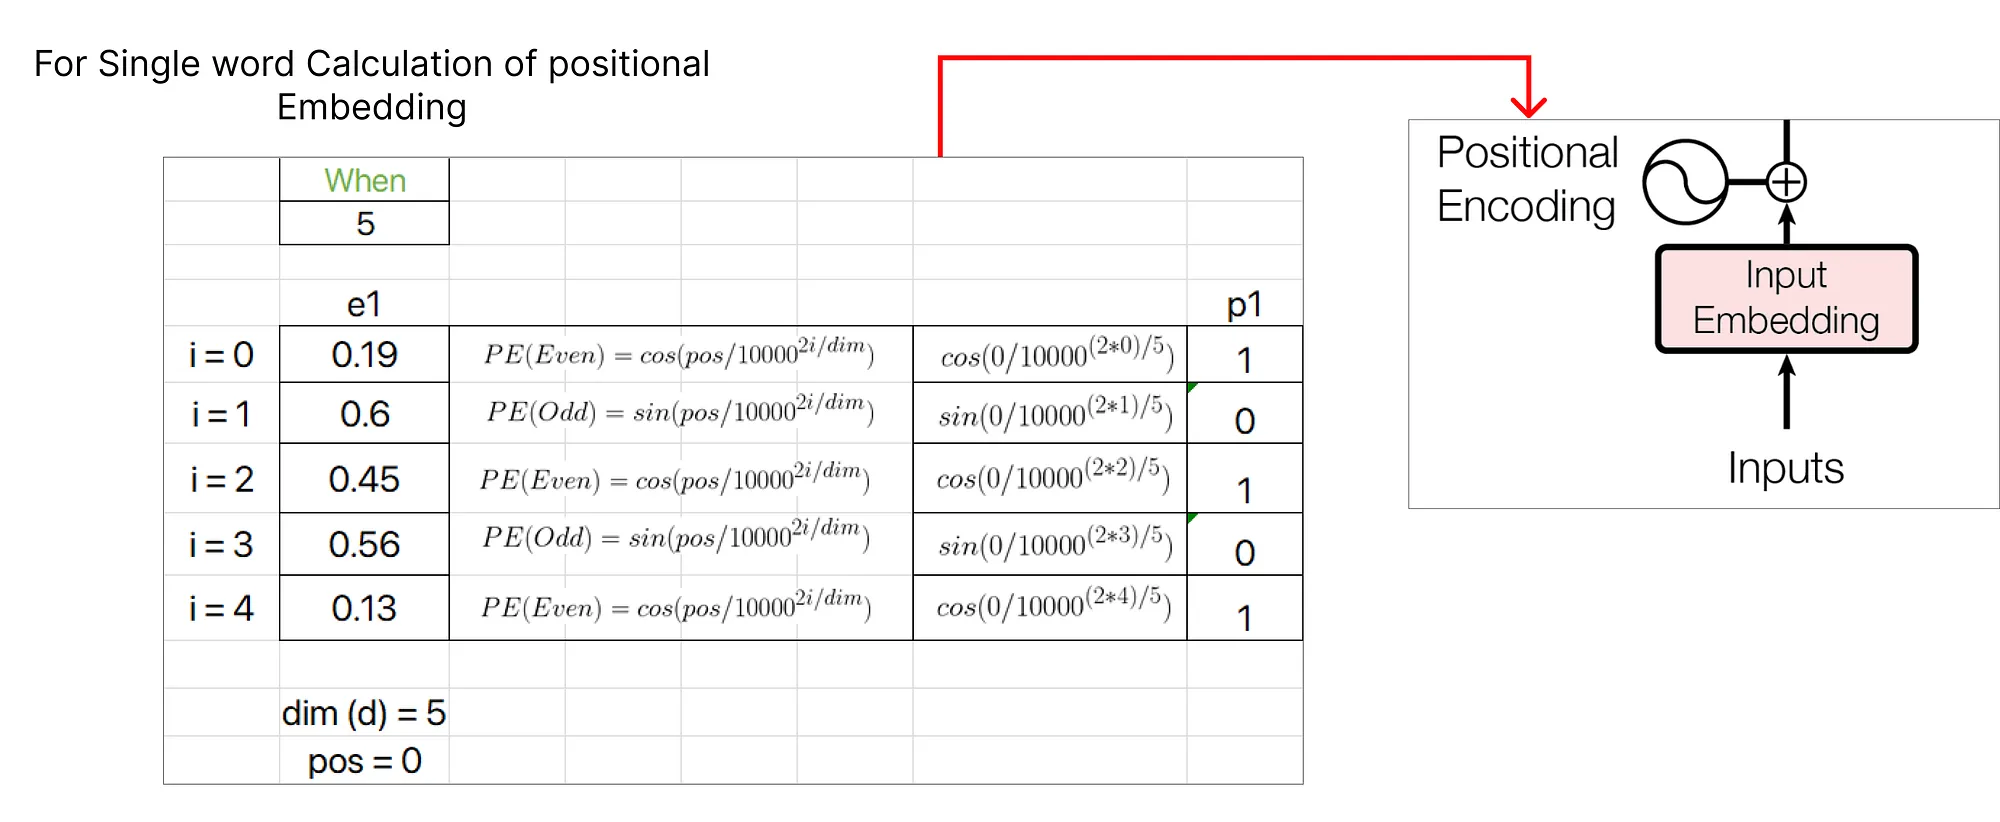 For Single word Calculation of positional
Embedding
When
5
e1
p1
i = 0 0.19 PE(Even) = cos(pos/10000^{2i/dim}) cos(0/10000^{(2*0)/5}) 1
i = 1 0.6 PE(Odd) = sin(pos/10000^{2i/dim}) sin(0/10000^{(2*1)/5}) 0
i = 2 0.45 PE(Even) = cos(pos/10000^{2i/dim}) cos(0/10000^{(2*2)/5}) 1
i = 3 0.56 PE(Odd) = sin(pos/10000^{2i/dim}) sin(0/10000^{(2*3)/5}) 0
i = 4 0.13 PE(Even) = cos(pos/10000^{2i/dim}) cos(0/10000^{(2*4)/5}) 1
dim (d) = 5
pos = 0
Positional
Encoding
Input
Embedding
Inputs